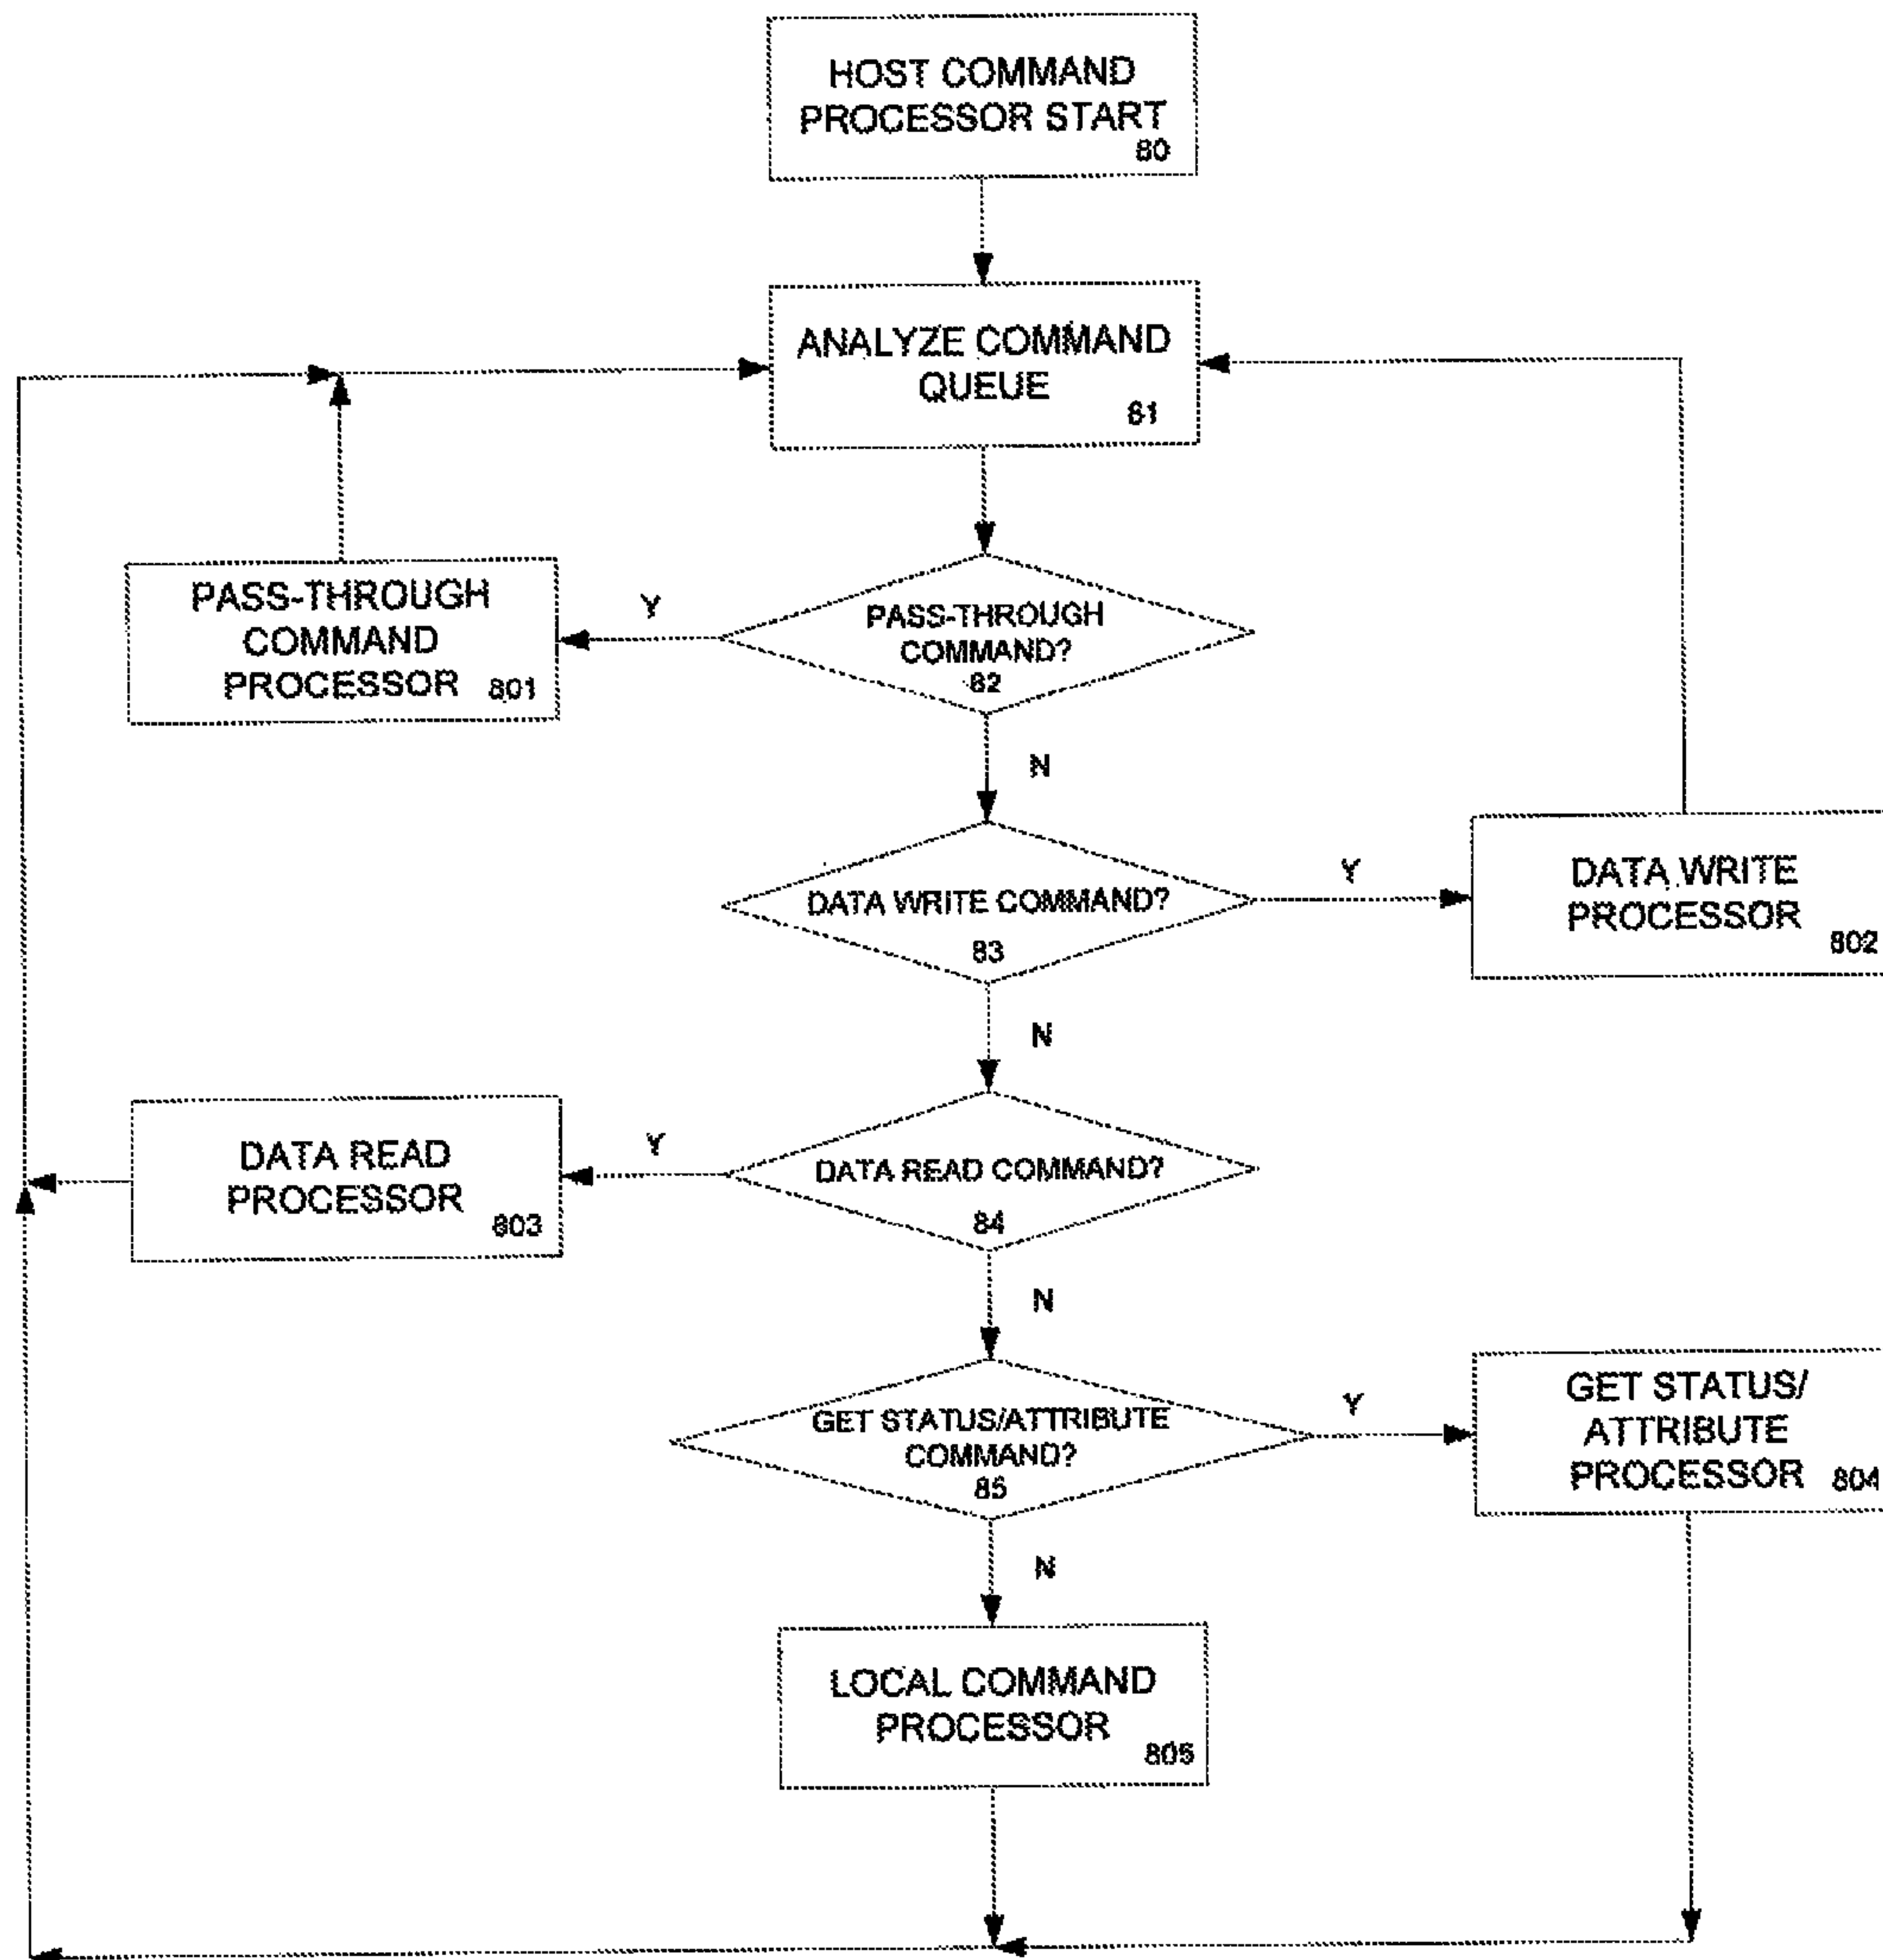 HOST COMMAND
PROCESSOR START
80
ANALYZE COMMAND
QUEUE
81
PASS-THROUGH
COMMAND
PROCESSOR 801
Y
PASS-THROUGH
COMMAND?
82
N
DATA WRITE COMMAND?
83
Y
DATA WRITE
PROCESSOR
802
N
DATA READ
PROCESSOR
803
Y
DATA READ COMMAND?
84
N
GET STATUS/ATTRIBUTE
COMMAND?
85
Y
GET STATUS/
ATTRIBUTE
PROCESSOR 804
N
LOCAL COMMAND
PROCESSOR
805